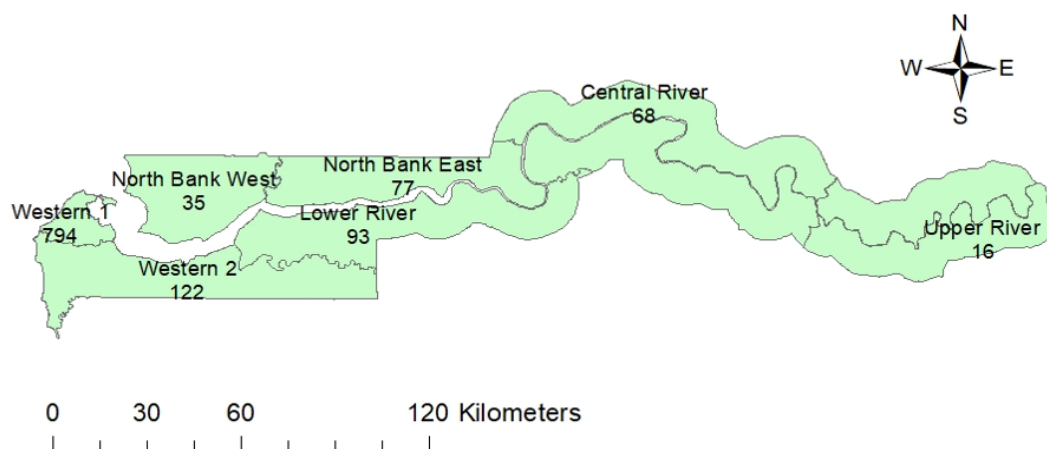 N
W E
S
Central River
68
North Bank East
77
North Bank West
35
Western 1
794
Lower River
93
Upper River
16
Western 2
122
0 30 60 120 Kilometers